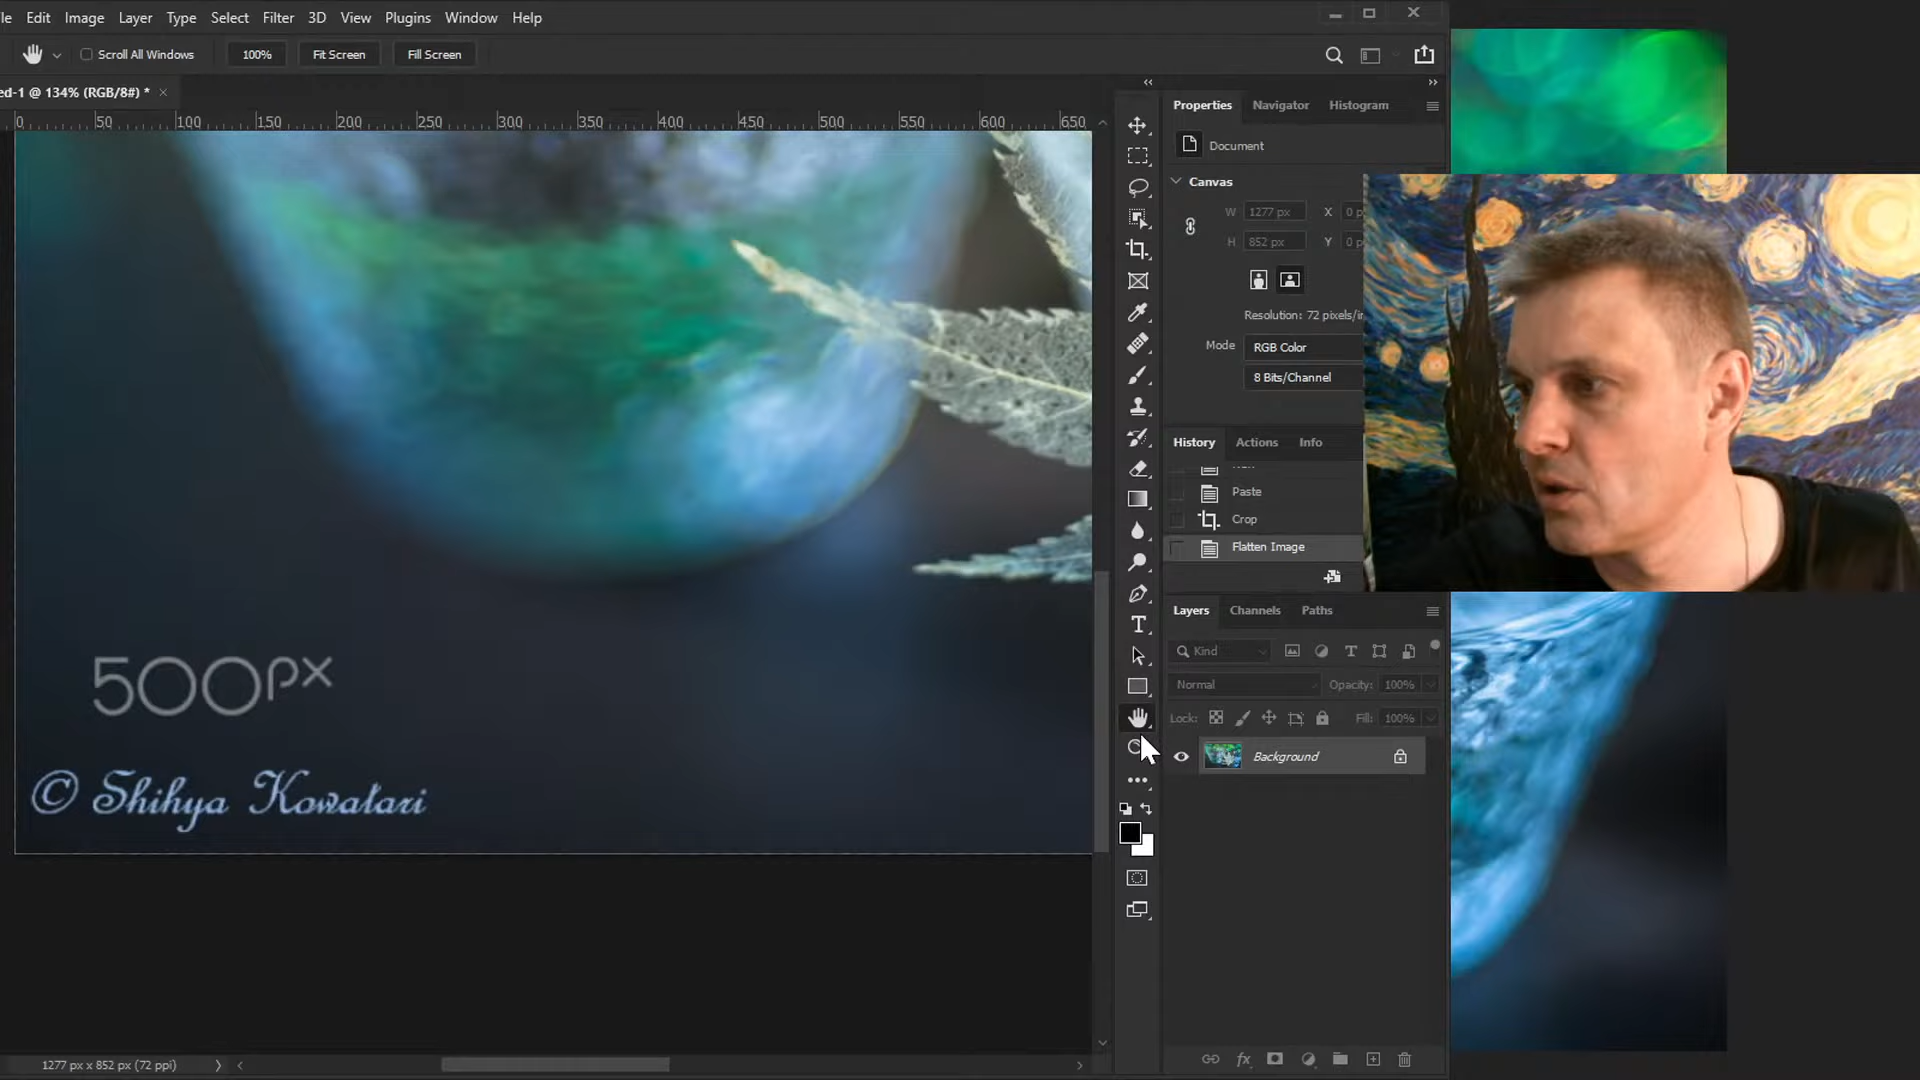 Edit Image Layer Type Select Filter 3D View Plugins Window Help
Scroll All Windows 100% Fit Screen Fill Screen
ed-1 @ 134% (RGB/8#) *
0 50 100 150 200 250 300 350 400 450 500 550 600 650
Properties Navigator Histogram
Document
Canvas
W 1277 px X 0 p
H 852 px Y 0 p
Resolution: 72 pixels/i
Mode RGB Color
8 Bits/Channel
History Actions Info
Paste
Crop
Flatten Image
Layers Channels Paths
Kind
Normal Opacity: 100%
Lock: Fill: 100%
Background
500px
© Shihya Kowatari
1277 px x 852 px (72 ppi)